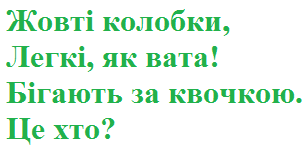 Жовті колобки,
Легкі, як вата!
Бігають за квочкою.
Це хто?